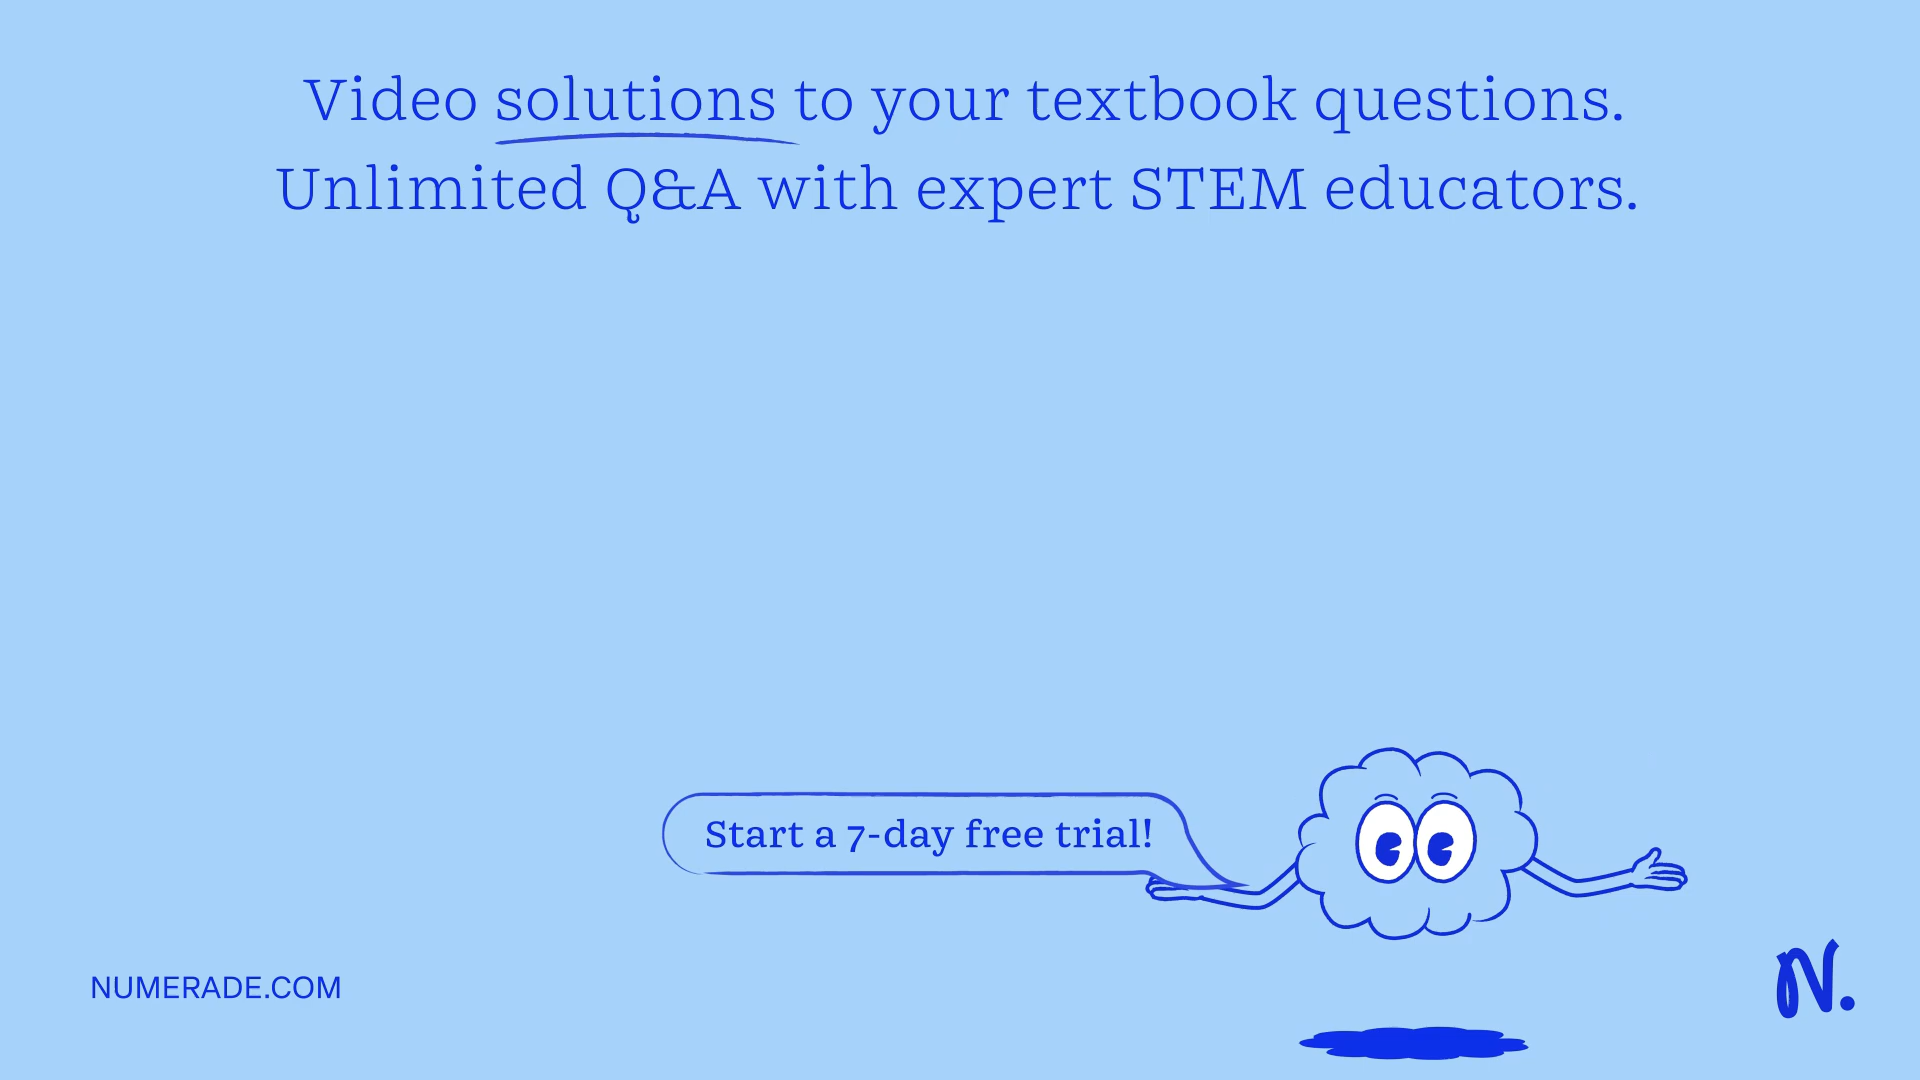 Video solutions to your textbook questions.
Unlimited Q&A with expert STEM educators.
Start a 7-day free trial!
NUMERADE.COM
N.